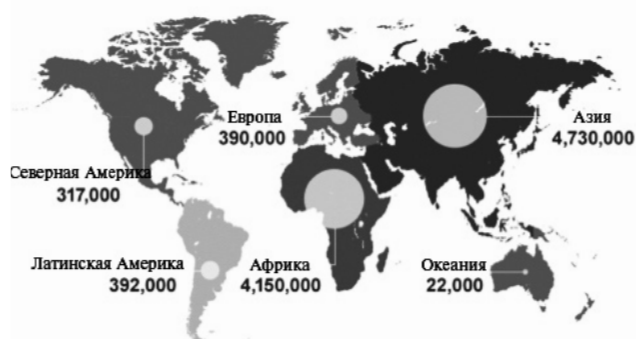 Европа
390,000
Азия
4,730,000
Северная Америка
317,000
Латинская Америка
392,000
Африка
4,150,000
Океания
22,000